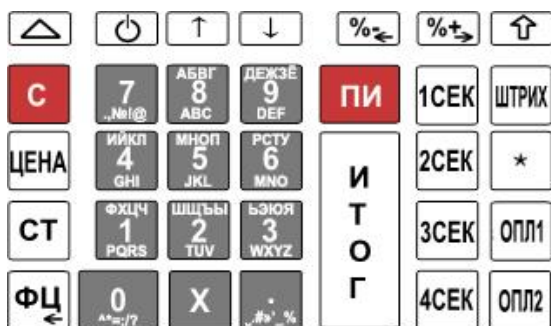 %- %+
С 7 АБВГ 8 ДЕЖЗЁ 9 ПИ 1СЕК ШТРИХ
.,№!@ ABC DEF
ЦЕНА ИЙКЛ 4 МНОП 5 РСТУ 6 2СЕК *
GHI JKL MNO
СТ ФХЦЧ 1 ШЩЪЫ 2 ЬЭЮЯ 3 ИТОГ 3СЕК ОПЛ1
PQRS TUV WXYZ
ФЦ 0 X . 4СЕК ОПЛ2
^*=:/?